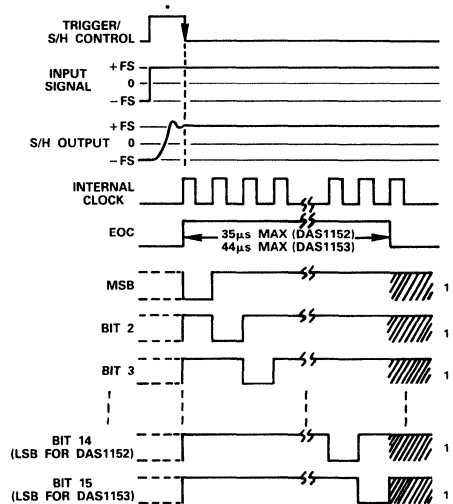 TRIGGER/
S/H CONTROL
INPUT
SIGNAL
+FS
0
-FS
S/H OUTPUT
+FS
0
-FS
INTERNAL
CLOCK
EOC
35μs MAX (DAS1152)
44μs MAX (DAS1153)
MSB
1
BIT 2
1
BIT 3
1
BIT 14
(LSB FOR DAS1152)
1
BIT 15
(LSB FOR DAS1153)
1